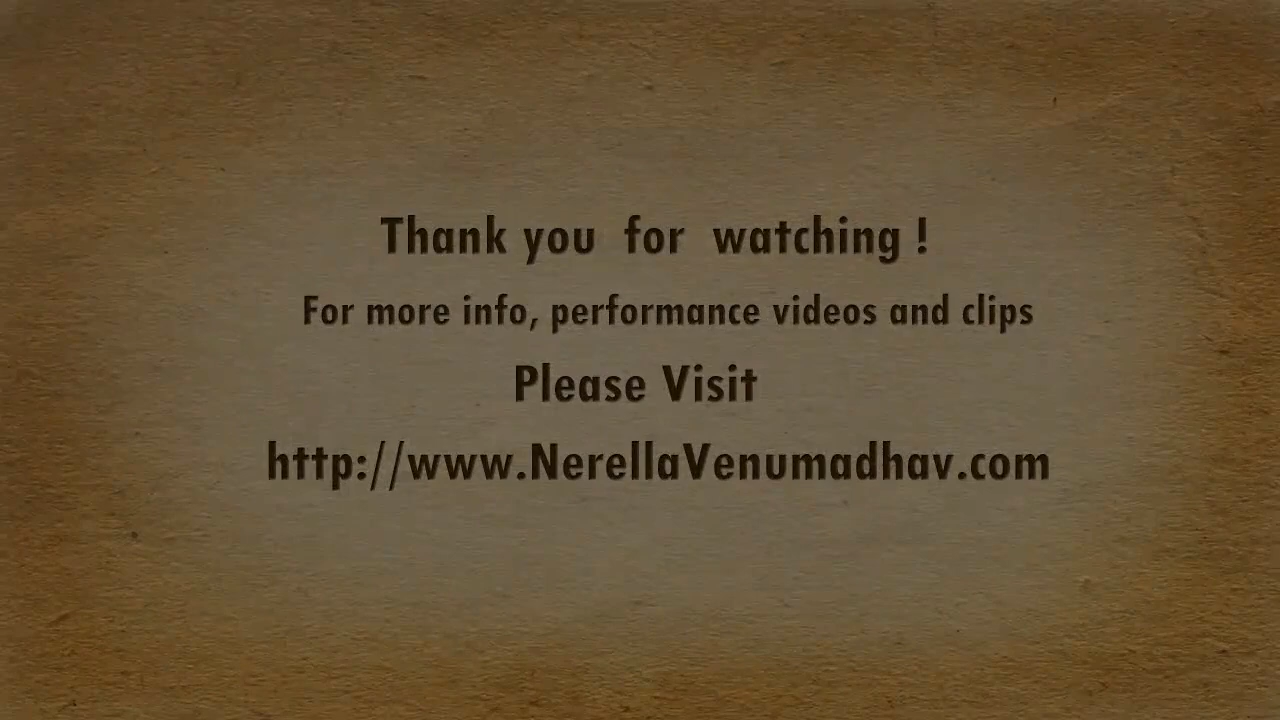 Thank you for watching !
For more info, performance videos and clips
Please Visit
http://www.NerellaVenumadhav.com